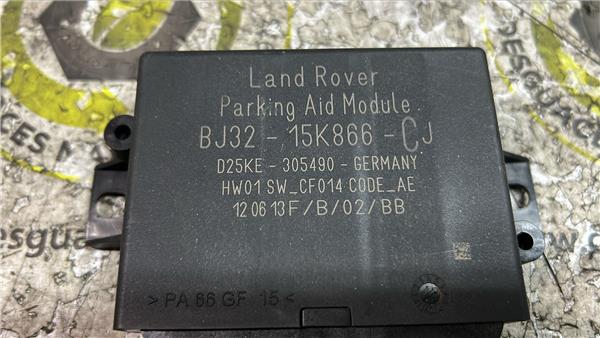 Land Rover
Parking Aid Module.
BJ32 - 15K866 - CJ
D25KE - 305490 - GERMANY
HW01 SW_CF014 CODE_AE
12 06 13 F/B/02/BB
> PA 66 GF 15 <